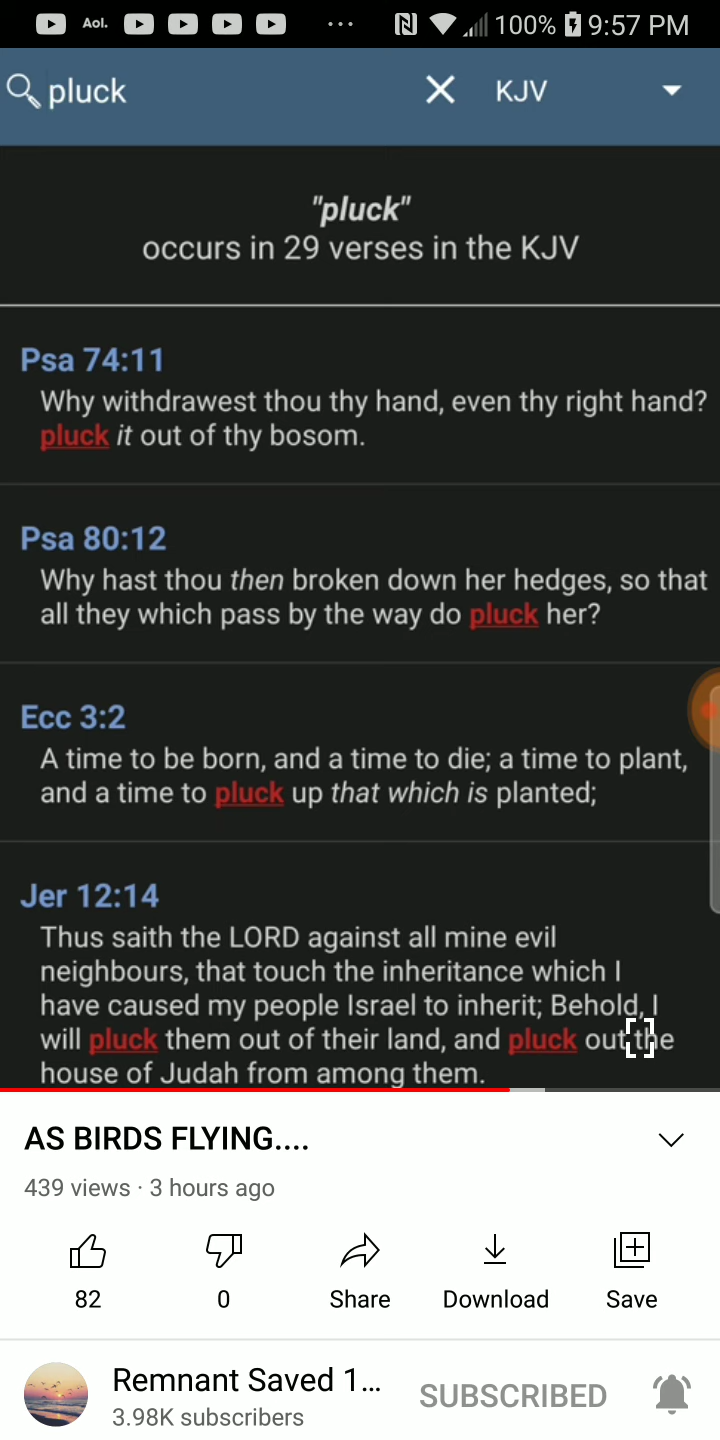 Aol. ... 100% 9:57 PM
pluck KJV
"pluck"
occurs in 29 verses in the KJV
Psa 74:11
Why withdrawest thou thy hand, even thy right hand?
pluck it out of thy bosom.
Psa 80:12
Why hast thou then broken down her hedges, so that
all they which pass by the way do pluck her?
Ecc 3:2
A time to be born, and a time to die; a time to plant,
and a time to pluck up that which is planted;
Jer 12:14
Thus saith the LORD against all mine evil
neighbours, that touch the inheritance which I
have caused my people Israel to inherit; Behold, I
will pluck them out of their land, and pluck out the
house of Judah from among them.
AS BIRDS FLYING....
439 views · 3 hours ago
82 0 Share Download Save
Remnant Saved 1...
SUBSCRIBED
3.98K subscribers